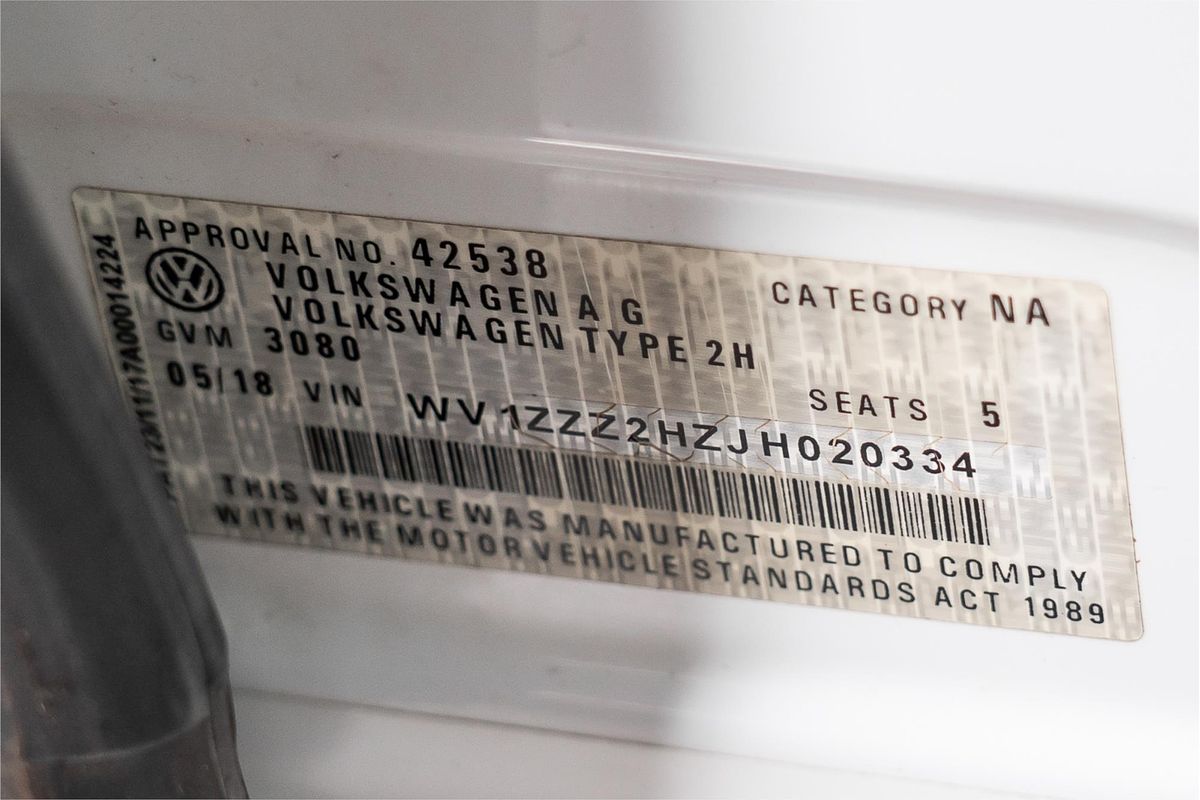 APPROVAL NO. 42538
CATEGORY NA
VOLKSWAGEN AG
VOLKSWAGEN TYPE 2H
GVM 3080
SEATS 5
05/18 VIN WV1ZZZ2HZJH020334
THIS VEHICLE WAS MANUFACTURED TO COMPLY
WITH THE MOTOR VEHICLE STANDARDS ACT 1989